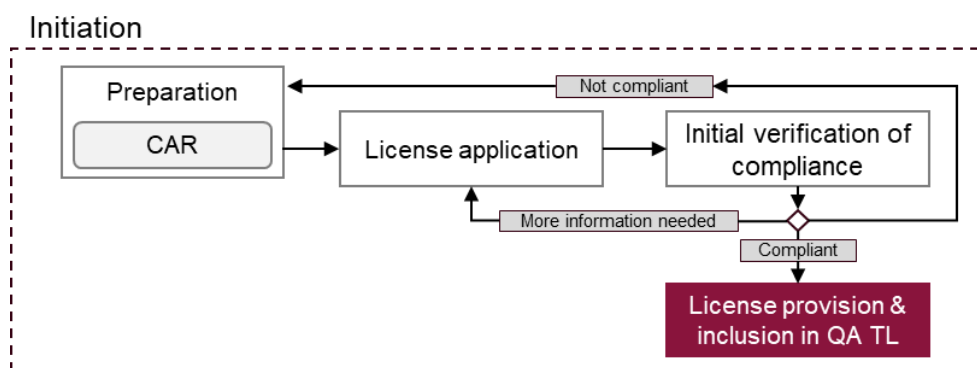 Initiation
Preparation
CAR
Not compliant
License application
Initial verification of
compliance
More information needed
Compliant
License provision &
inclusion in QA TL